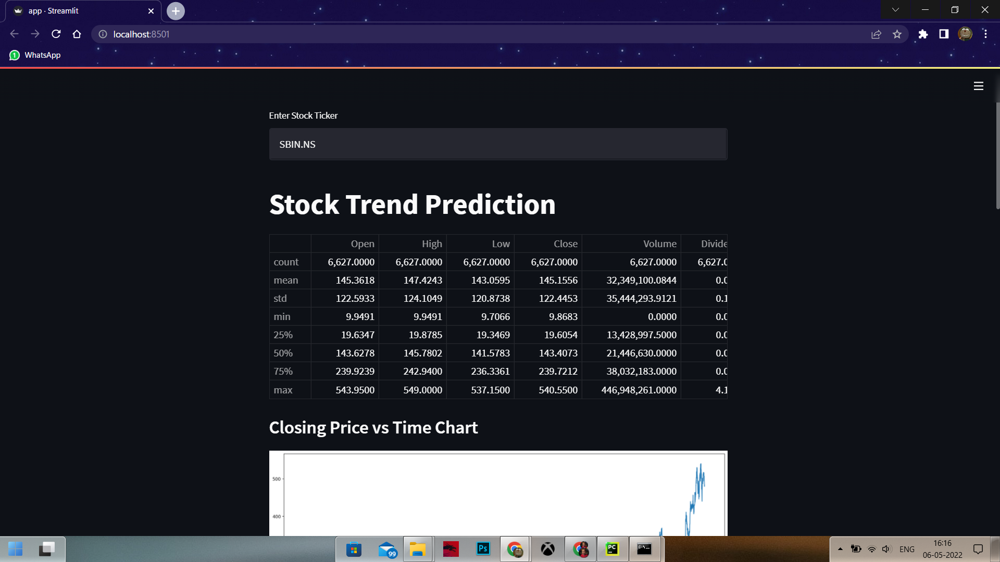 app · Streamlit
localhost:8501
1 WhatsApp
Enter Stock Ticker
SBIN.NS
Stock Trend Prediction
Open High Low Close Volume Divide
count 6,627.0000 6,627.0000 6,627.0000 6,627.0000 6,627.0000 6,627.0
mean 145.3618 147.4243 143.0595 145.1556 32,349,100.0844 0.0
std 122.5933 124.1049 120.8738 122.4453 35,444,293.9121 0.1
min 9.9491 9.9491 9.7066 9.8683 0.0000 0.0
25% 19.6347 19.8785 19.3469 19.6054 13,428,997.5000 0.0
50% 143.6278 145.7802 141.5783 143.4073 21,446,630.0000 0.0
75% 239.9239 242.9400 236.3361 239.7212 38,032,183.0000 0.0
max 543.9500 549.0000 537.1500 540.5500 446,948,261.0000 4.1
Closing Price vs Time Chart
500
400
99
Ps
PC
C:\_
ENG
16:16
06-05-2022